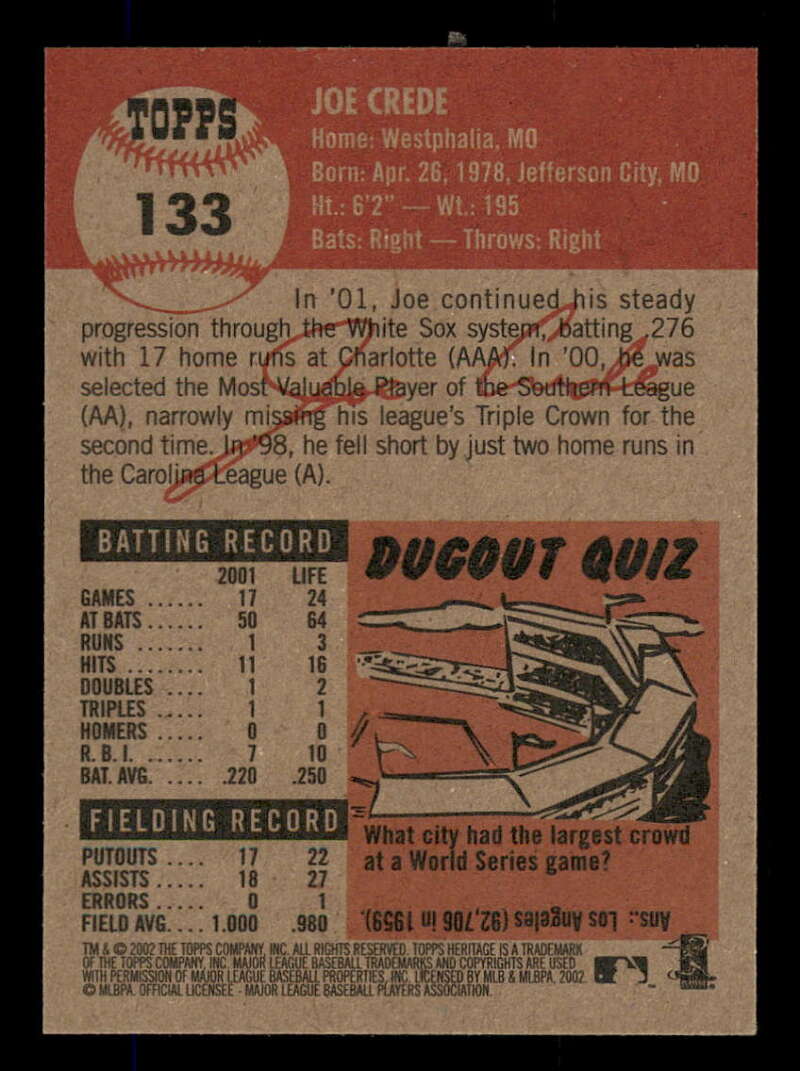 TOPPS
133
JOE CREDE
Home: Westphalia, MO
Born: Apr. 26, 1978, Jefferson City, MO
Ht.: 6'2" — Wt.: 195
Bats: Right — Throws: Right
In '01, Joe continued his steady
progression through the White Sox system, batting .276
with 17 home runs at Charlotte (AAA). In '00, he was
selected the Most Valuable Player of the Southern League
(AA), narrowly missing his league's Triple Crown for the
second time. In '98, he fell short by just two home runs in
the Carolina League (A).
Joe Crede
BATTING RECORD
2001 LIFE
GAMES ...... 17 24
AT BATS ...... 50 64
RUNS ....... 1 3
HITS ........ 11 16
DOUBLES .... 1 2
TRIPLES ..... 1 1
HOMERS ..... 0 0
R. B. I. ...... 7 10
BAT. AVG. .... .220 .250
FIELDING RECORD
PUTOUTS .... 17 22
ASSISTS ..... 18 27
ERRORS ..... 0 1
FIELD AVG. ... 1.000 .980
DUGOUT QUIZ
What city had the largest crowd
at a World Series game?
Ans.: Los Angeles (92,706 in 1959).
TM & © 2002 THE TOPPS COMPANY, INC. ALL RIGHTS RESERVED. TOPPS HERITAGE IS A TRADEMARK
OF THE TOPPS COMPANY, INC. MAJOR LEAGUE BASEBALL TRADEMARKS AND COPYRIGHTS ARE USED
WITH PERMISSION OF MAJOR LEAGUE BASEBALL PROPERTIES, INC. LICENSED BY MLB & MLBPA, 2002.
© MLBPA. OFFICIAL LICENSEE - MAJOR LEAGUE BASEBALL PLAYERS ASSOCIATION.